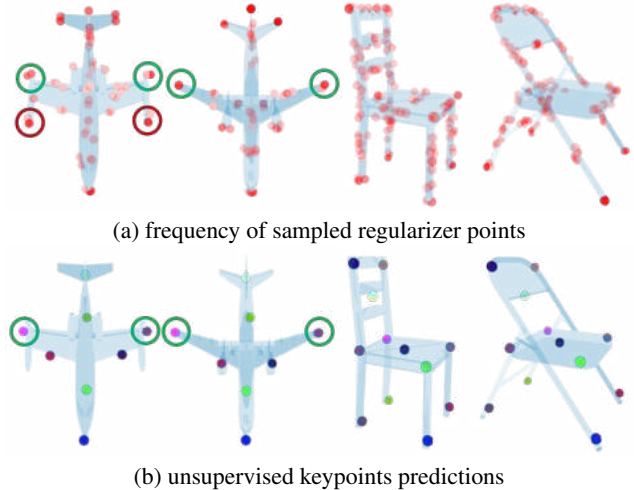 (a) frequency of sampled regularizer points
(b) unsupervised keypoints predictions